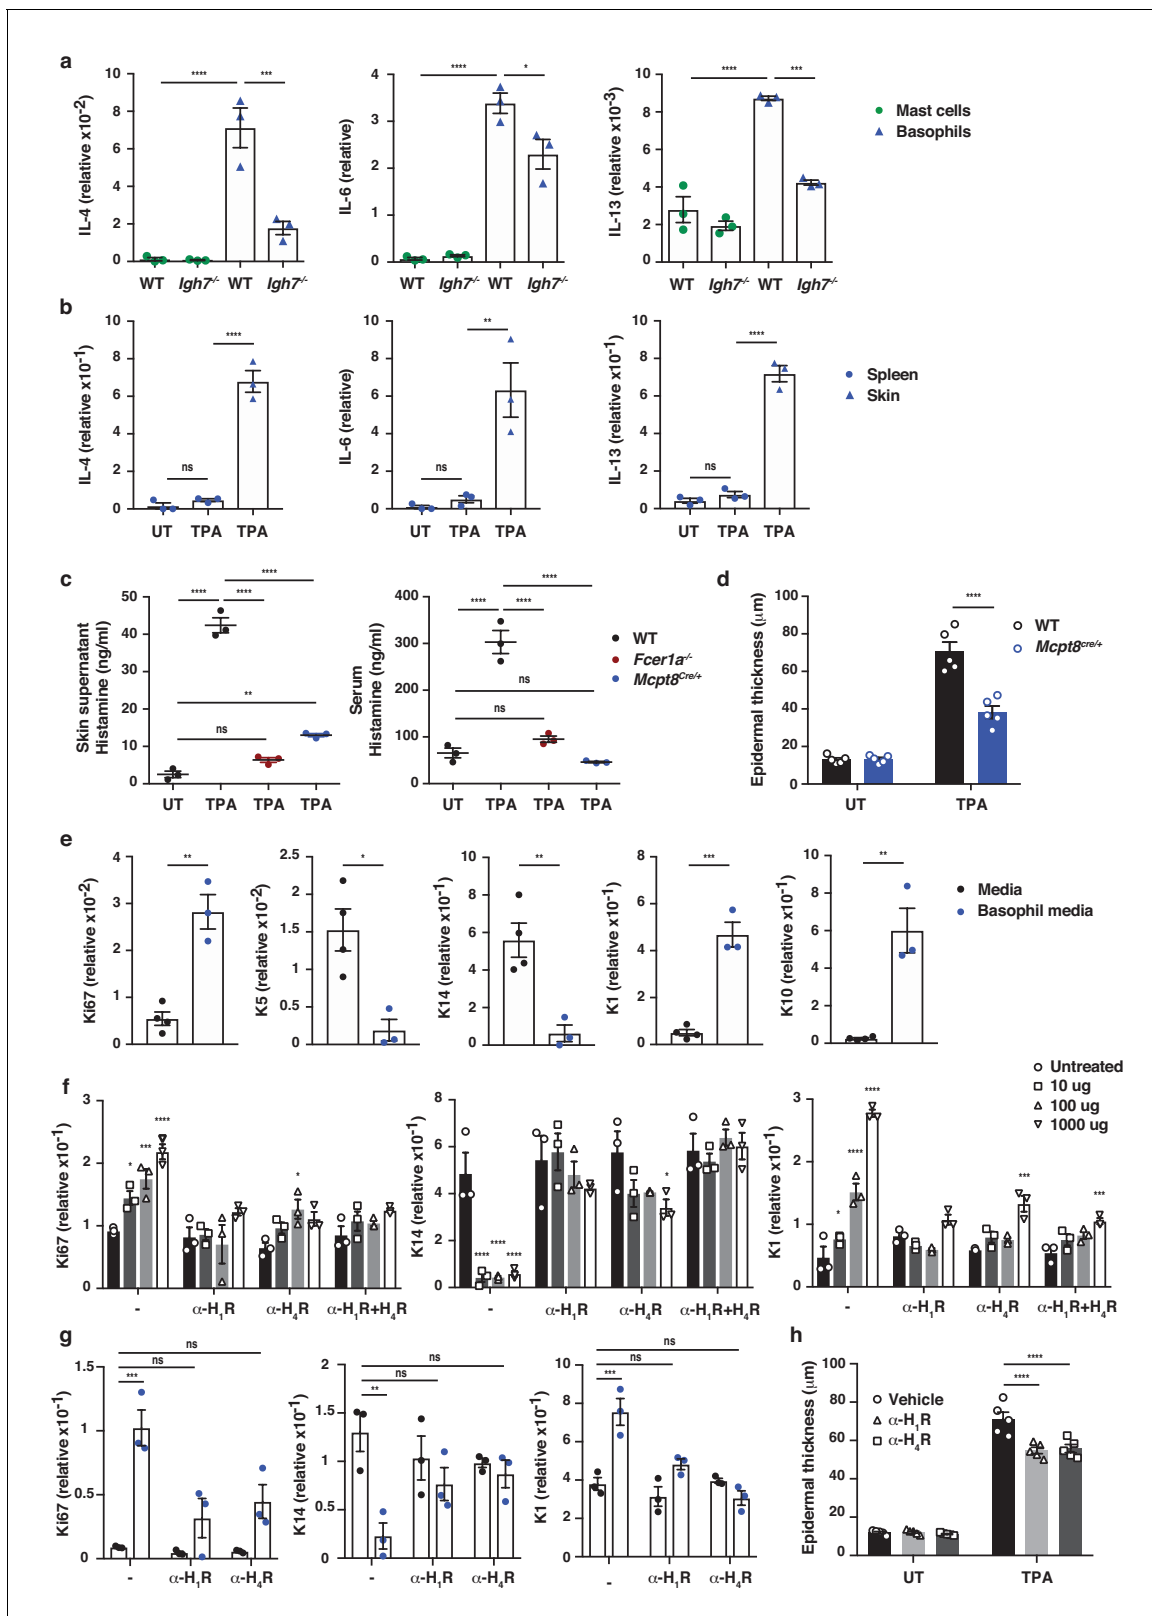 a
IL-4 (relative x10-2)
10
8
6
4
2
0
****
***
WT
Igh7-/-
WT
Igh7-/-
IL-6 (relative)
4
3
2
1
0
****
*
WT
Igh7-/-
WT
Igh7-/-
IL-13 (relative x10-3)
10
8
6
4
2
0
****
***
WT
Igh7-/-
WT
Igh7-/-
Mast cells
Basophils
b
IL-4 (relative x10-1)
10
8
6
4
2
0
ns
****
UT
TPA
TPA
IL-6 (relative)
10
8
6
4
2
0
ns
**
UT
TPA
TPA
IL-13 (relative x10-1)
10
8
6
4
2
0
ns
****
UT
TPA
TPA
Spleen
Skin
c
Skin supernatant
Histamine (ng/ml)
50
40
30
20
10
0
****
****
****
**
ns
UT
TPA
TPA
TPA
Serum
Histamine (ng/ml)
400
300
200
100
0
****
****
****
ns
ns
UT
TPA
TPA
TPA
WT
Fcer1a-/-
Mcpt8Cre/+
d
Epidermal thickness (μm)
100
80
60
40
20
0
****
UT
TPA
WT
Mcpt8cre/+
e
Ki67 (relative x10-2)
4
3
2
1
0
**
K5 (relative x10-2)
2.5
2
1.5
1
0.5
0
*
K14 (relative x10-1)
10
8
6
4
2
0
**
K1 (relative x10-1)
8
6
4
2
0
***
K10 (relative x10-1)
10
8
6
4
2
0
**
Media
Basophil media
f
Ki67 (relative x10-1)
3
2
1
0
*
***
****
*
-
α-H1R
α-H4R
α-H1R+H4R
K14 (relative x10-1)
8
6
4
2
0
****
****
****
*
-
α-H1R
α-H4R
α-H1R+H4R
K1 (relative x10-1)
3
2
1
0
*
****
****
***
***
-
α-H1R
α-H4R
α-H1R+H4R
Untreated
10 ug
100 ug
1000 ug
g
Ki67 (relative x10-1)
1.5
1
0.5
0
ns
ns
***
-
α-H1R
α-H4R
K14 (relative x10-1)
2
1.5
1
0.5
0
ns
ns
**
-
α-H1R
α-H4R
K1 (relative x10-1)
10
8
6
4
2
0
ns
ns
***
-
α-H1R
α-H4R
h
Epidermal thickness (μm)
100
80
60
40
20
0
****
****
UT
TPA
Vehicle
α-H1R
α-H4R